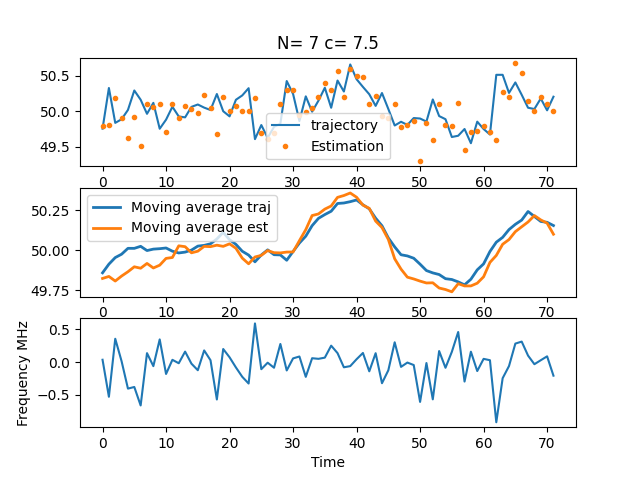 N= 7 c= 7.5
50.5
50.0
49.5
trajectory
Estimation
0 10 20 30 40 50 60 70
50.25
50.00
49.75
Moving average traj
Moving average est
0 10 20 30 40 50 60 70
Frequency MHz
0.5
0.0
−0.5
0 10 20 30 40 50 60 70
Time